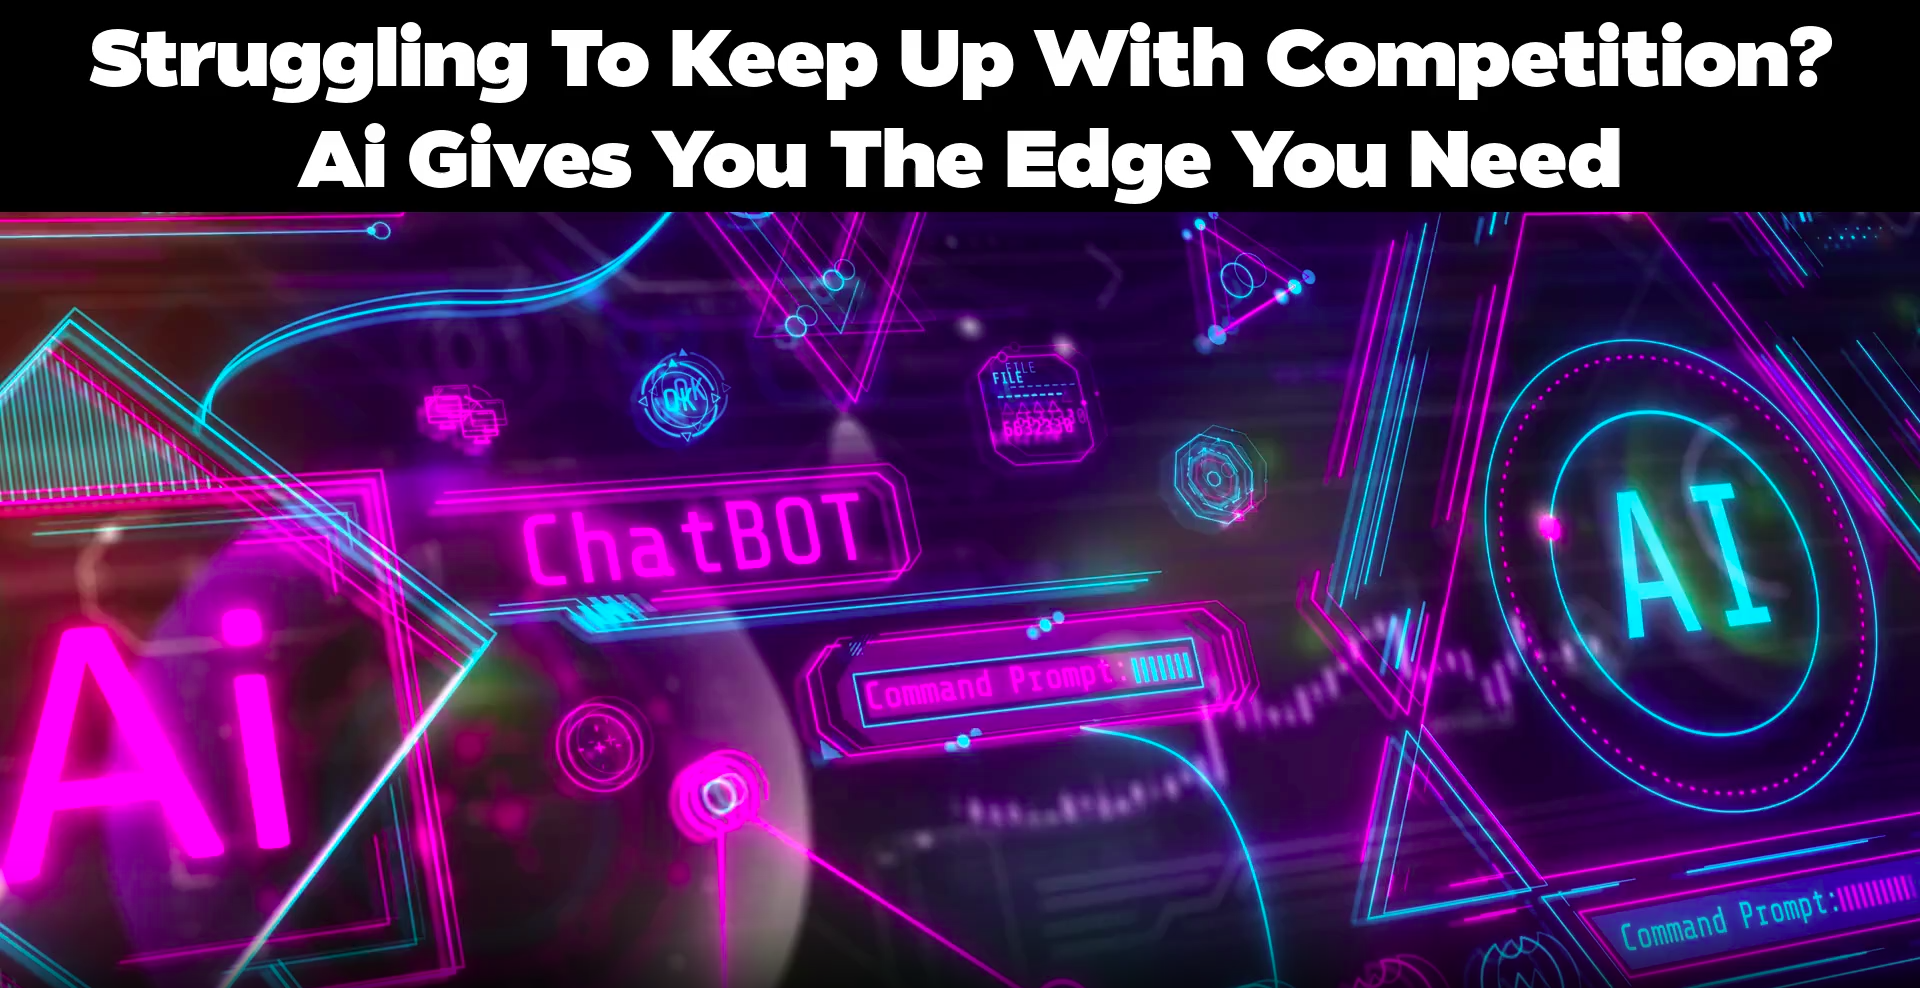 Struggling To Keep Up With Competition?
Ai Gives You The Edge You Need
OK
FILE
FILE
ChatBOT
AI
Ai
Command Prompt:
Command Prompt: